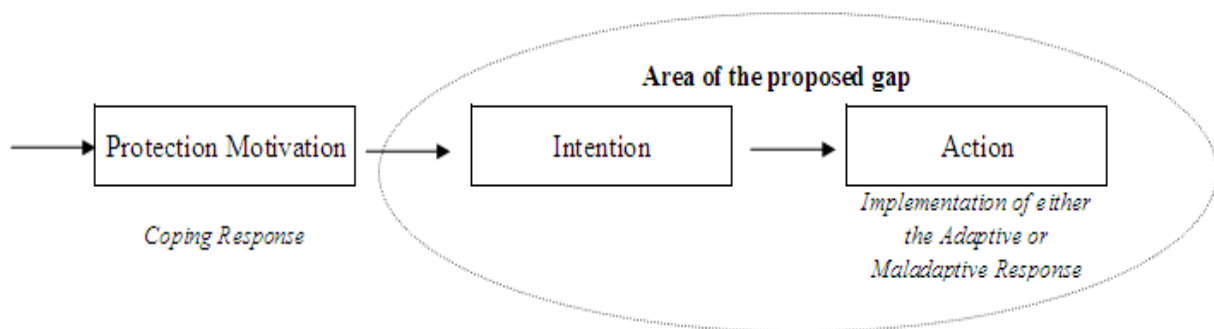 Area of the proposed gap
Protection Motivation
Intention
Action
Coping Response
Implementation of either
the Adaptive or
Maladaptive Response